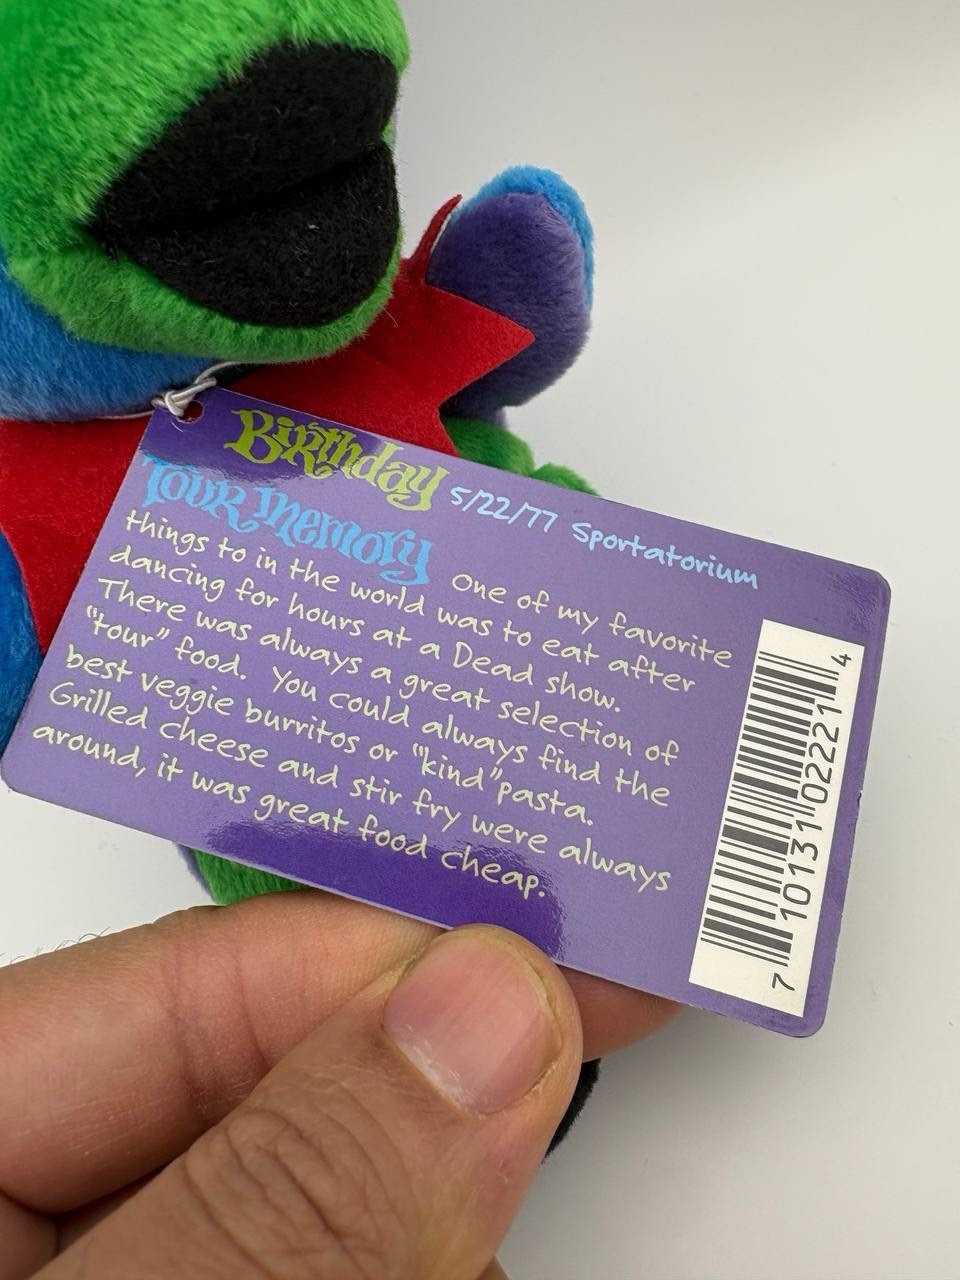 Birthday 5/22/77 Sportatorium
Tour Memory One of my favorite
things to in the world was to eat after
dancing for hours at a Dead show.
There was always a great selection of
"tour" food. You could always find the
best veggie burritos or "kind" pasta.
Grilled cheese and stir fry were always
around, it was great food cheap.
7 10131 02221 4